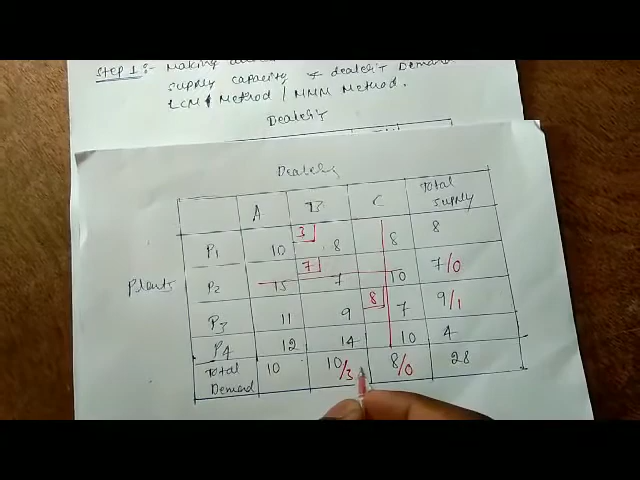 Step 1:- Making
supply capacity & dealer's Demand
LCM Method / MMM Method.
Dealer's
Dealers
A B C Total Supply
P1 10 3 8 8 8
Plants P2 15 7 7 10 7/0
P3 11 9 8 7 9/1
P4 12 14 10 4
Total Demand 10 10/3 8/0 28